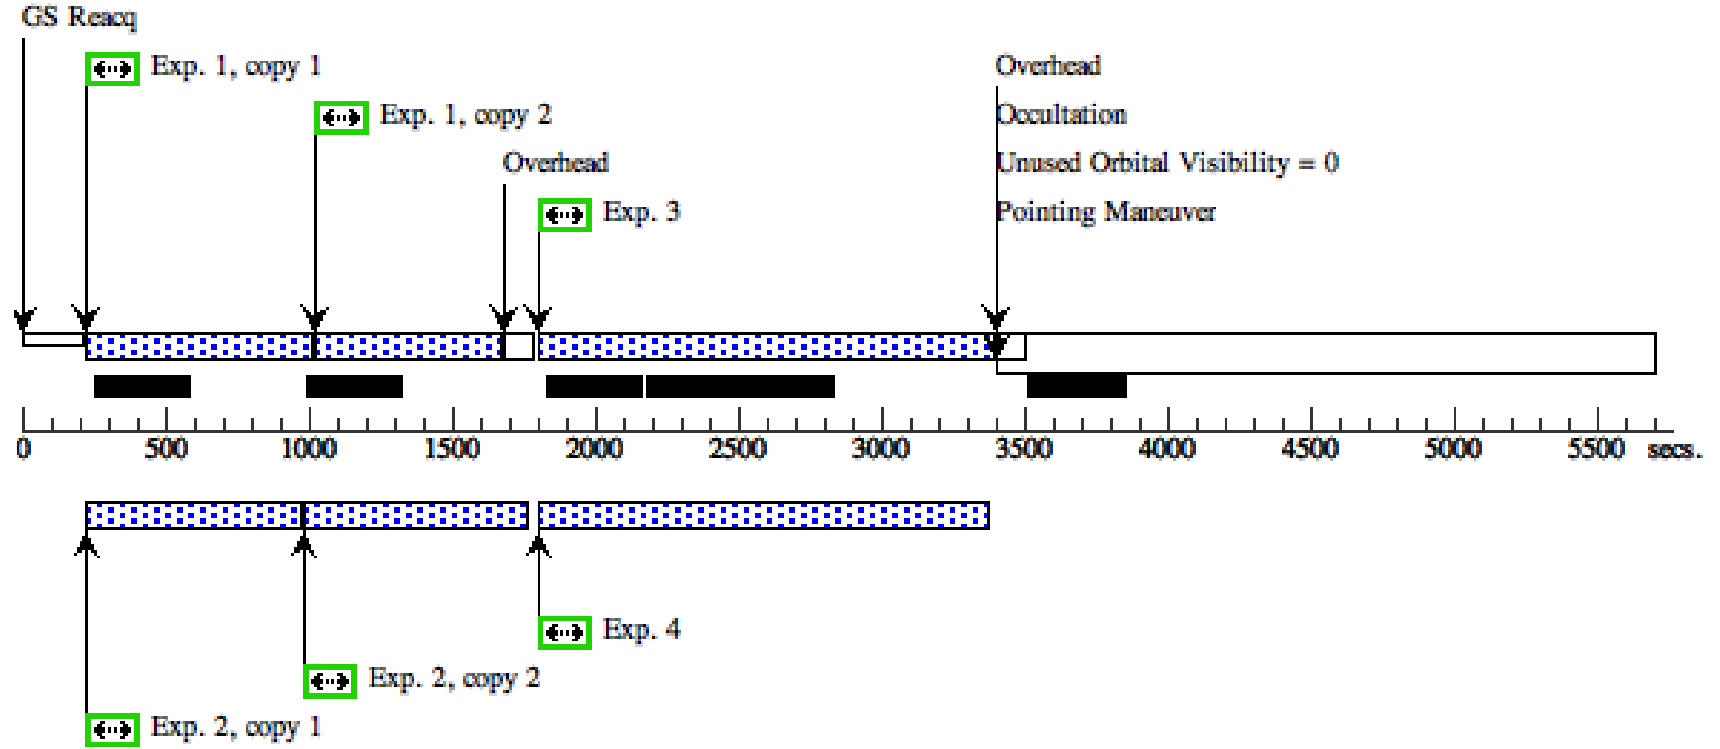 GS Reacq
Exp. 1, copy 1
Overhead
Exp. 1, copy 2
Occultation
Overhead
Unused Orbital Visibility = 0
Exp. 3
Pointing Maneuver
0 500 1000 1500 2000 2500 3000 3500 4000 4500 5000 5500 secs.
Exp. 4
Exp. 2, copy 2
Exp. 2, copy 1